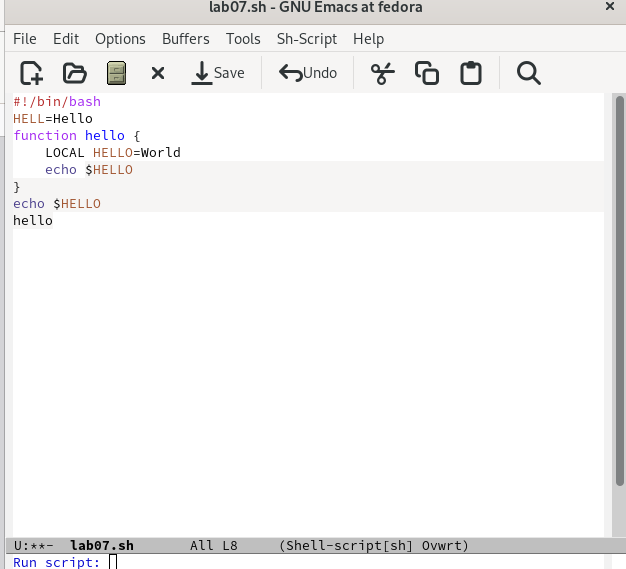 lab07.sh - GNU Emacs at fedora
File Edit Options Buffers Tools Sh-Script Help
Save Undo
#!/bin/bash
HELL=Hello
function hello {
    LOCAL HELLO=World
    echo $HELLO
}
echo $HELLO
hello
U:**- lab07.sh All L8 (Shell-script[sh] Ovwrt)
Run script: